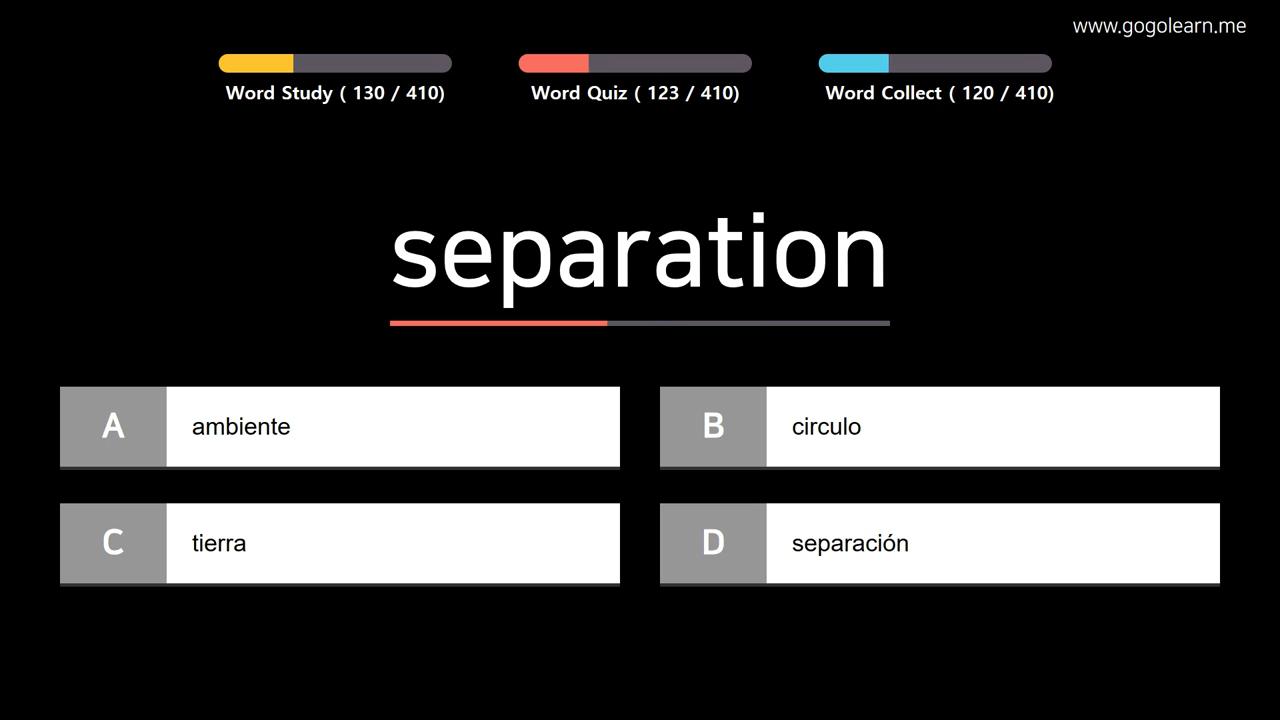 www.gogolearn.me
Word Study ( 130 / 410)
Word Quiz ( 123 / 410)
Word Collect ( 120 / 410)
separation
A ambiente
B circulo
C tierra
D separación